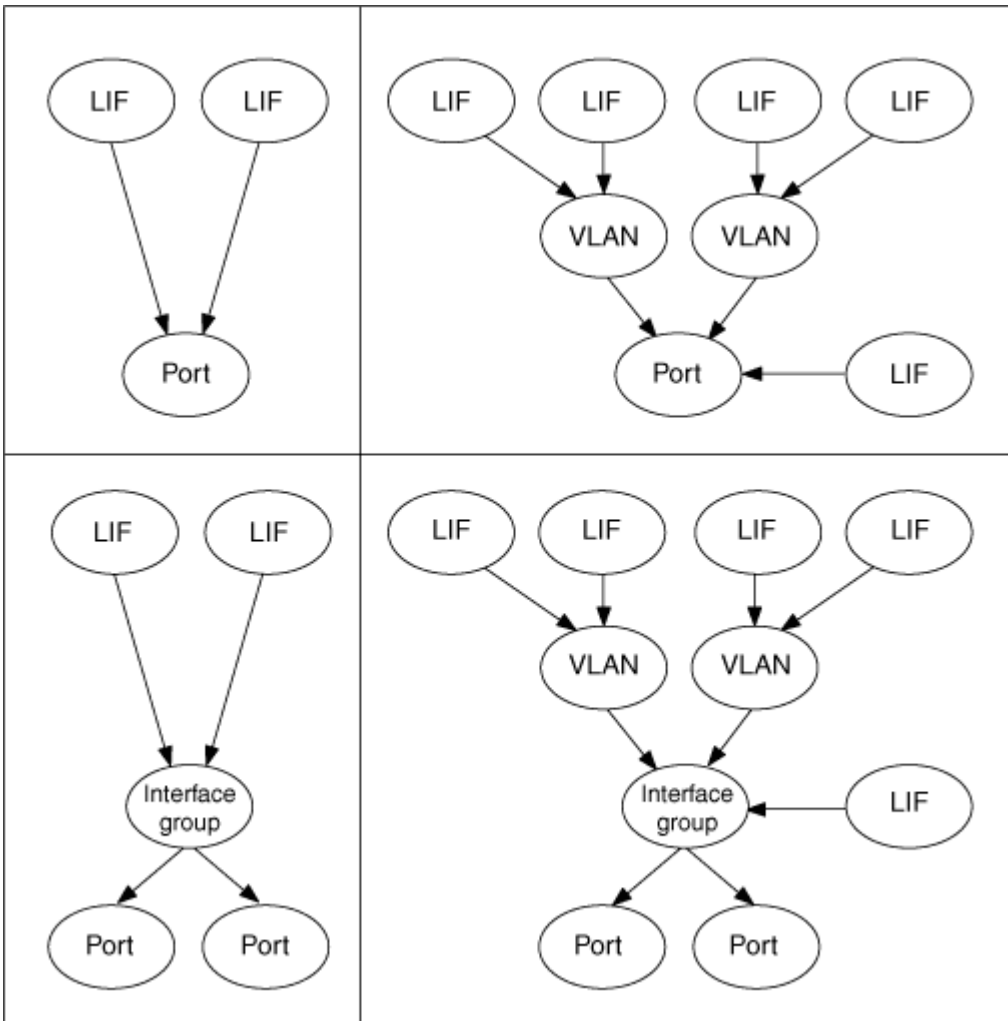 LIF LIF
Port
LIF LIF LIF LIF
VLAN VLAN
Port LIF
LIF LIF
Interface
group
Port Port
LIF LIF LIF LIF
VLAN VLAN
Interface
group
LIF
Port Port